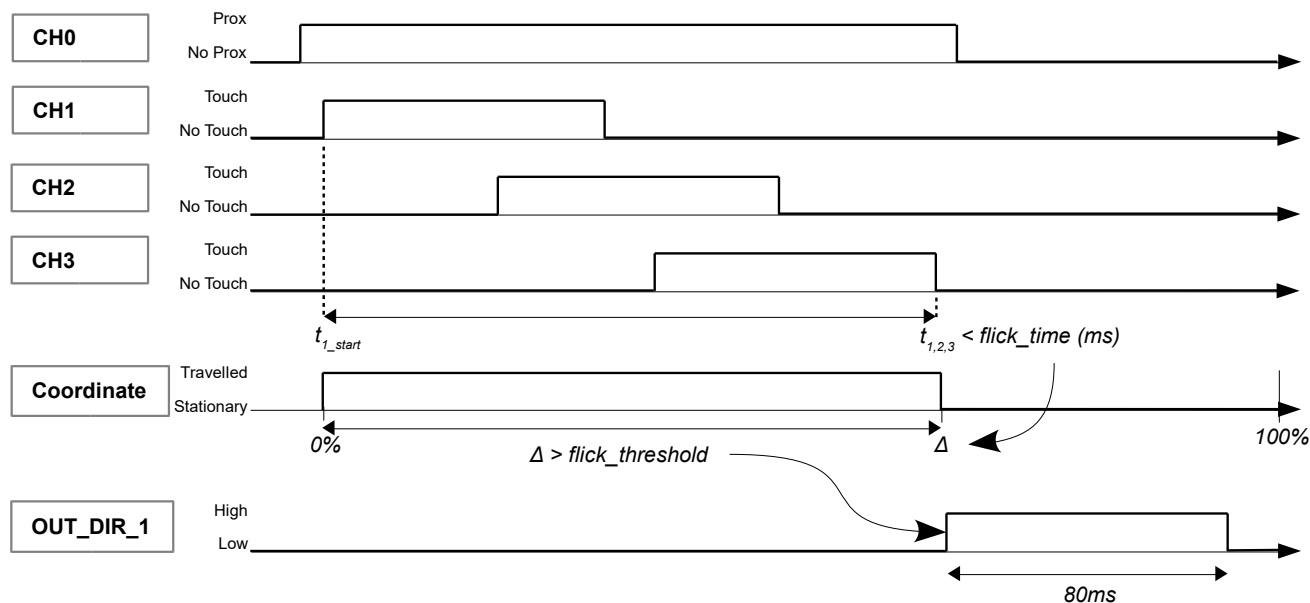 CH0
Prox
No Prox
CH1
Touch
No Touch
CH2
Touch
No Touch
CH3
Touch
No Touch
t1_start
t1,2,3 < flick_time (ms)
Coordinate
Travelled
Stationary
0%
Δ > flick_threshold
Δ
100%
OUT_DIR_1
High
Low
80ms